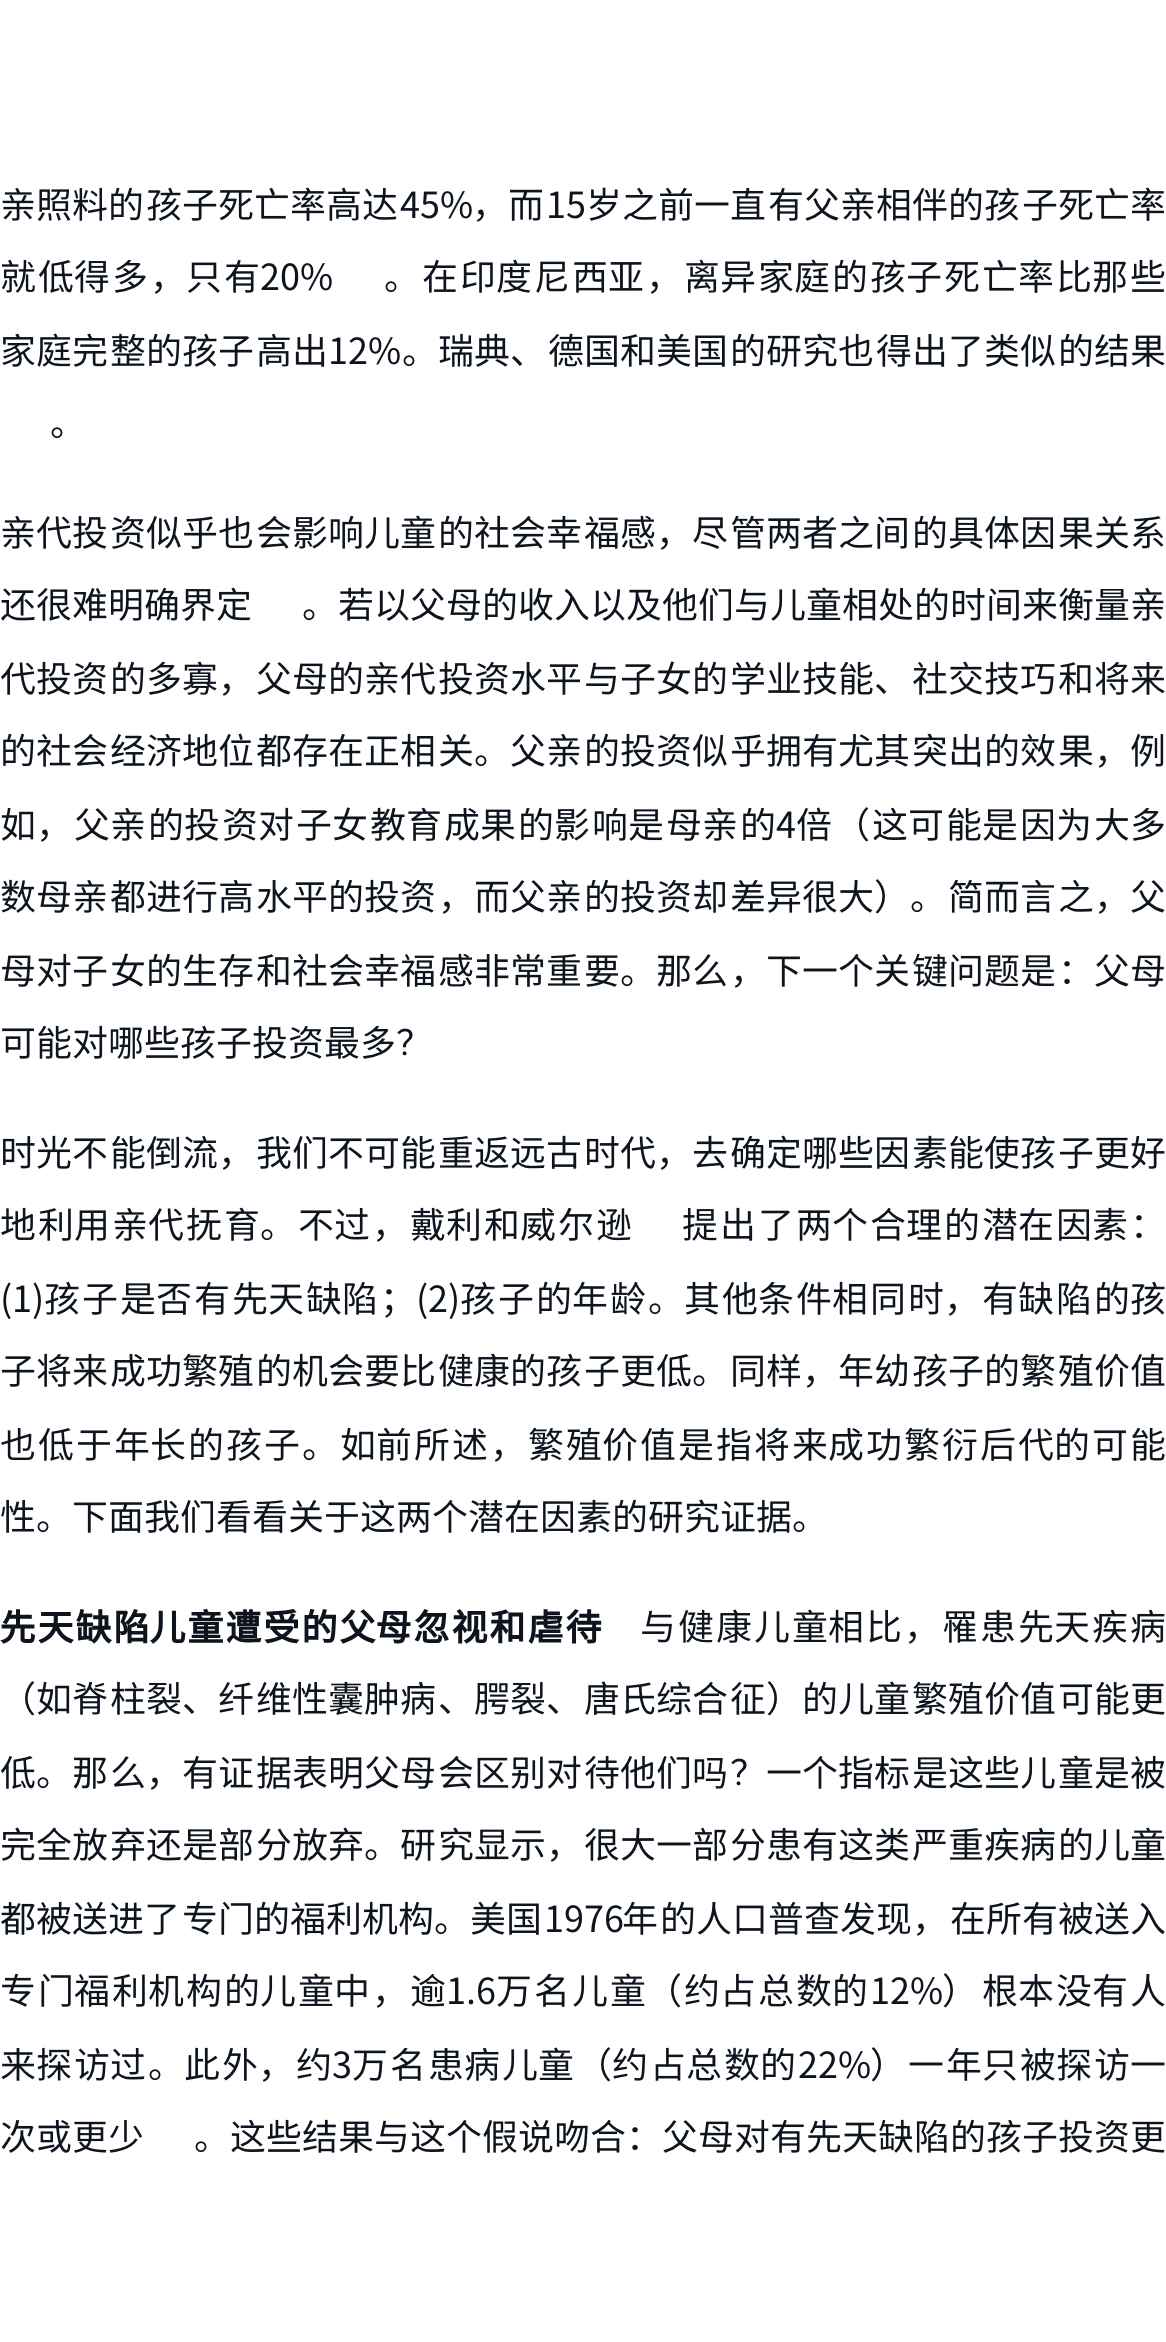 亲照料的孩子死亡率高达45%，而15岁之前一直有父亲相伴的孩子死亡率
就低得多，只有20% 。在印度尼西亚，离异家庭的孩子死亡率比那些
家庭完整的孩子高出12%。瑞典、德国和美国的研究也得出了类似的结果
。
亲代投资似乎也会影响儿童的社会幸福感，尽管两者之间的具体因果关系
还很难明确界定 。若以父母的收入以及他们与儿童相处的时间来衡量亲
代投资的多寡，父母的亲代投资水平与子女的学业技能、社交技巧和将来
的社会经济地位都存在正相关。父亲的投资似乎拥有尤其突出的效果，例
如，父亲的投资对子女教育成果的影响是母亲的4倍（这可能是因为大多
数母亲都进行高水平的投资，而父亲的投资却差异很大）。简而言之，父
母对子女的生存和社会幸福感非常重要。那么，下一个关键问题是：父母
可能对哪些孩子投资最多？
时光不能倒流，我们不可能重返远古时代，去确定哪些因素能使孩子更好
地利用亲代抚育。不过，戴利和威尔逊 提出了两个合理的潜在因素：
(1)孩子是否有先天缺陷；(2)孩子的年龄。其他条件相同时，有缺陷的孩
子将来成功繁殖的机会要比健康的孩子更低。同样，年幼孩子的繁殖价值
也低于年长的孩子。如前所述，繁殖价值是指将来成功繁衍后代的可能
性。下面我们看看关于这两个潜在因素的研究证据。
先天缺陷儿童遭受的父母忽视和虐待 与健康儿童相比，罹患先天疾病
（如脊柱裂、纤维性囊肿病、腭裂、唐氏综合征）的儿童繁殖价值可能更
低。那么，有证据表明父母会区别对待他们吗？一个指标是这些儿童是被
完全放弃还是部分放弃。研究显示，很大一部分患有这类严重疾病的儿童
都被送进了专门的福利机构。美国1976年的人口普查发现，在所有被送入
专门福利机构的儿童中，逾1.6万名儿童（约占总数的12%）根本没有人
来探访过。此外，约3万名患病儿童（约占总数的22%）一年只被探访一
次或更少 。这些结果与这个假说吻合：父母对有先天缺陷的孩子投资更